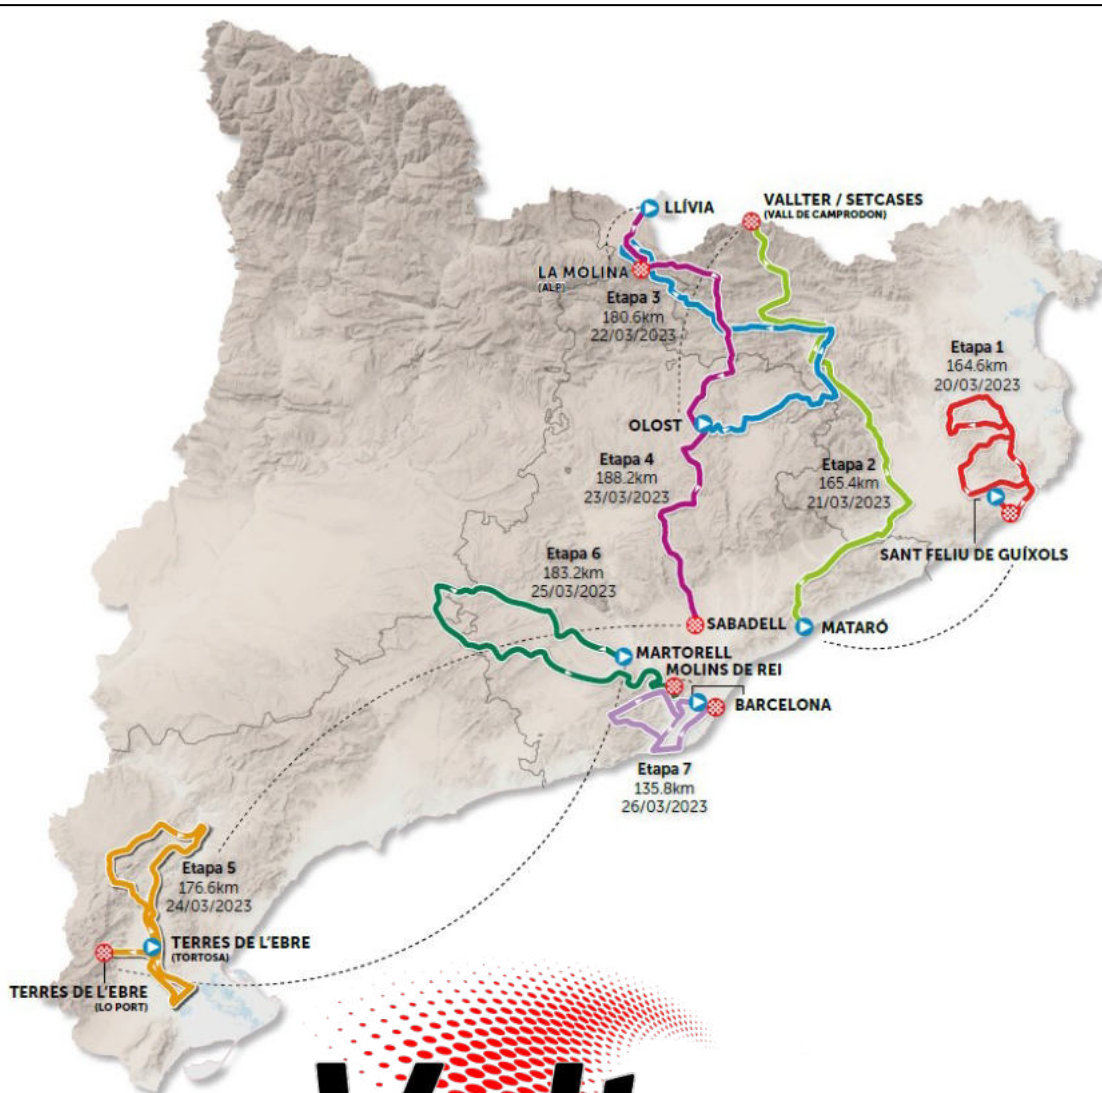 LLÍVIA
VALLTER / SETCASES
(VALL DE CAMPRODON)
LA MOLINA
(ALP)
Etapa 3
180.6km
22/03/2023
Etapa 1
164.6km
20/03/2023
OLOST
Etapa 4
188.2km
23/03/2023
Etapa 2
165.4km
21/03/2023
SANT FELIU DE GUÍXOLS
Etapa 6
183.2km
25/03/2023
SABADELL
MATARÓ
MARTORELL
MOLINS DE REI
BARCELONA
Etapa 7
135.8km
26/03/2023
Etapa 5
176.6km
24/03/2023
TERRES DE L'EBRE
(TORTOSA)
TERRES DE L'EBRE
(LO PORT)